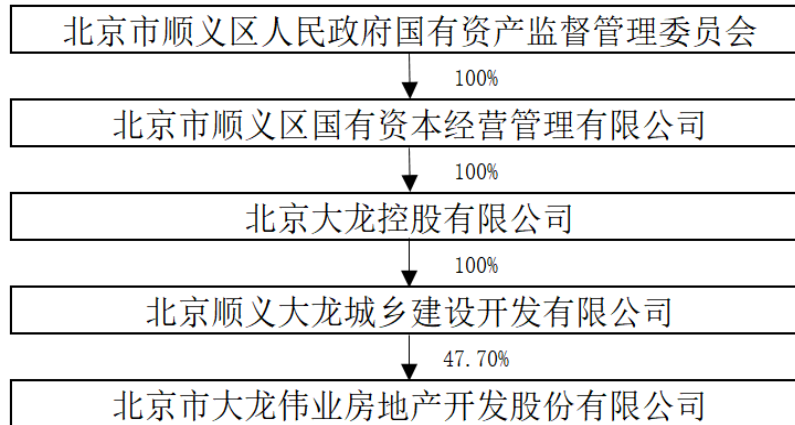 北京市顺义区人民政府国有资产监督管理委员会
100%
北京市顺义区国有资本经营管理有限公司
100%
北京大龙控股有限公司
100%
北京顺义大龙城乡建设开发有限公司
47.70%
北京市大龙伟业房地产开发股份有限公司